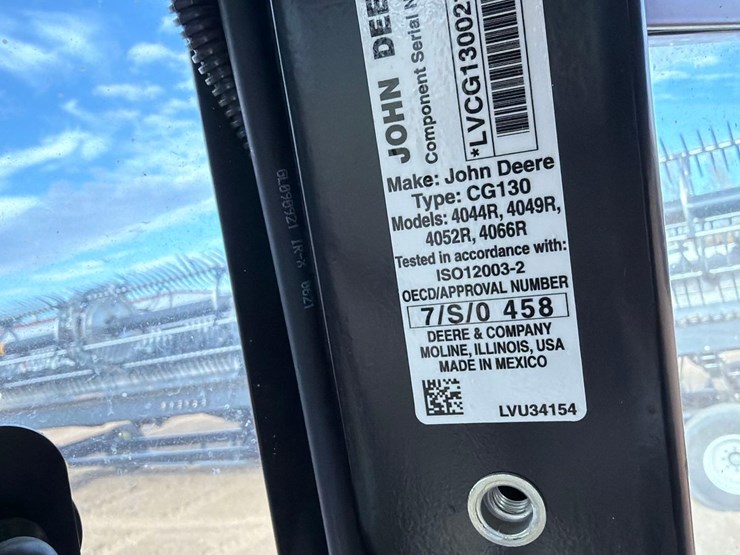 JOHN DEE
Component Serial N
*LVCG13002
Make: John Deere
Type: CG130
Models: 4044R, 4049R,
4052R, 4066R
Tested in accordance with:
ISO12003-2
OECD/APPROVAL NUMBER
7/S/0 458
DEERE & COMPANY
MOLINE, ILLINOIS, USA
MADE IN MEXICO
LVU34154